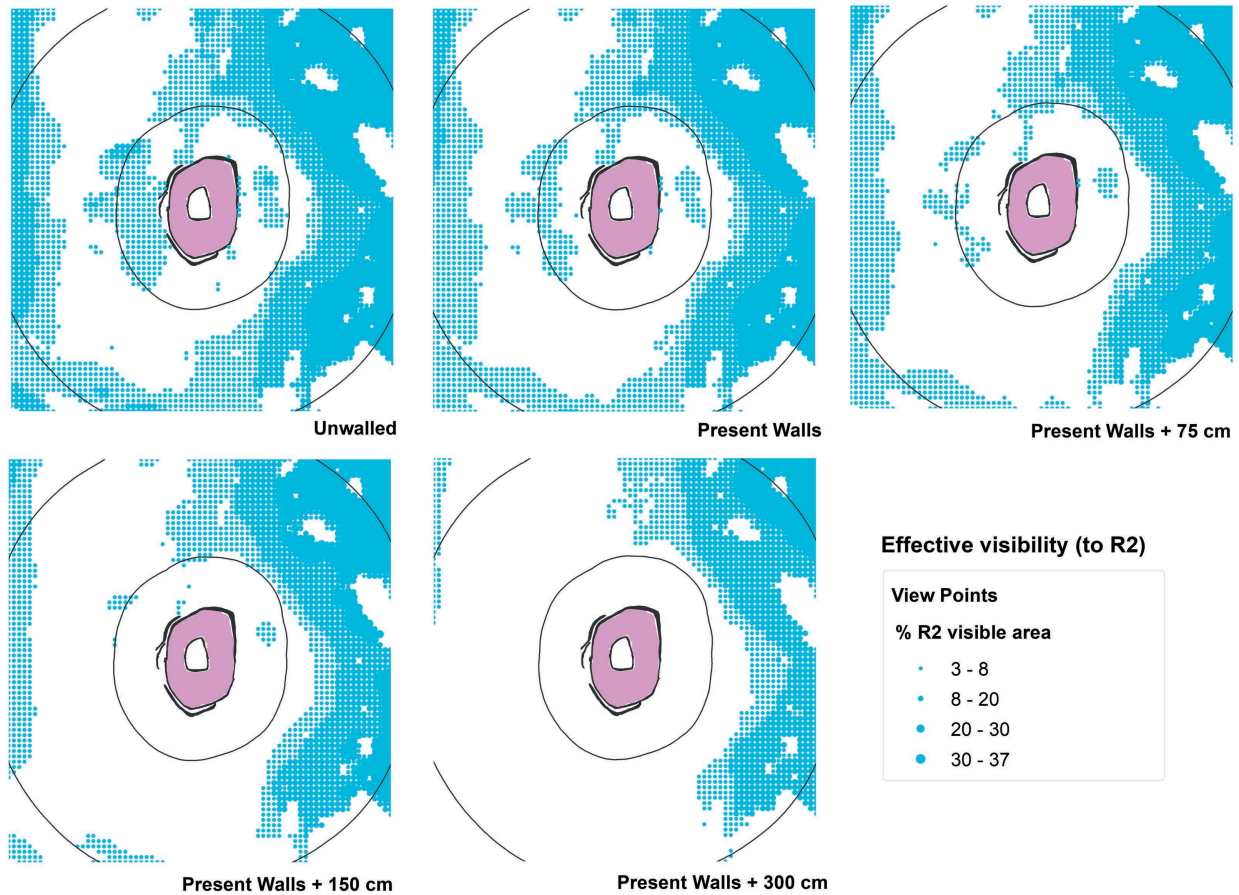 Unwalled
Present Walls
Present Walls + 75 cm
Present Walls + 150 cm
Present Walls + 300 cm
Effective visibility (to R2)
View Points
% R2 visible area
3 - 8
8 - 20
20 - 30
30 - 37